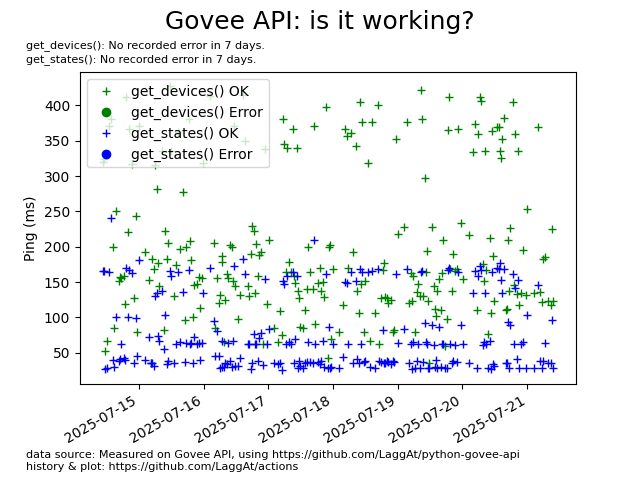 Govee API: is it working?
get_devices(): No recorded error in 7 days.
get_states(): No recorded error in 7 days.
get_devices() OK
get_devices() Error
get_states() OK
get_states() Error
Ping (ms)
400
350
300
250
200
150
100
50
2025-07-15
2025-07-16
2025-07-17
2025-07-18
2025-07-19
2025-07-20
2025-07-21
data source: Measured on Govee API, using https://github.com/LaggAt/python-govee-api
history & plot: https://github.com/LaggAt/actions